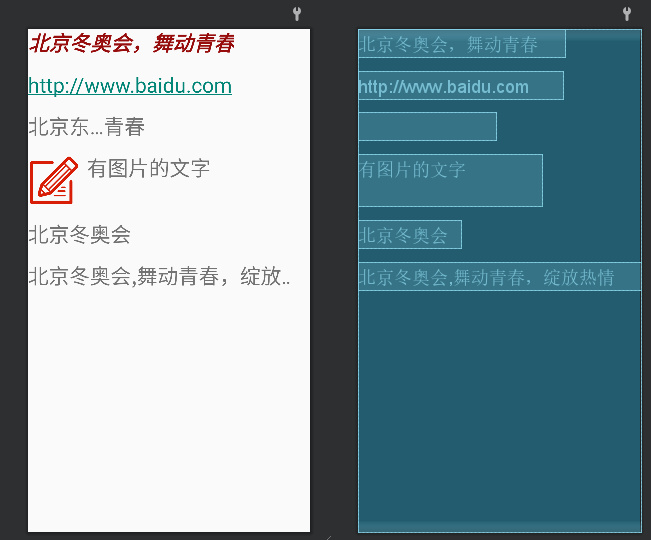 北京冬奥会，舞动青春
http://www.baidu.com
北京东...青春
有图片的文字
北京冬奥会
北京冬奥会,舞动青春，绽放..
北京冬奥会，舞动青春
http://www.baidu.com
有图片的文字
北京冬奥会
北京冬奥会,舞动青春，绽放热情